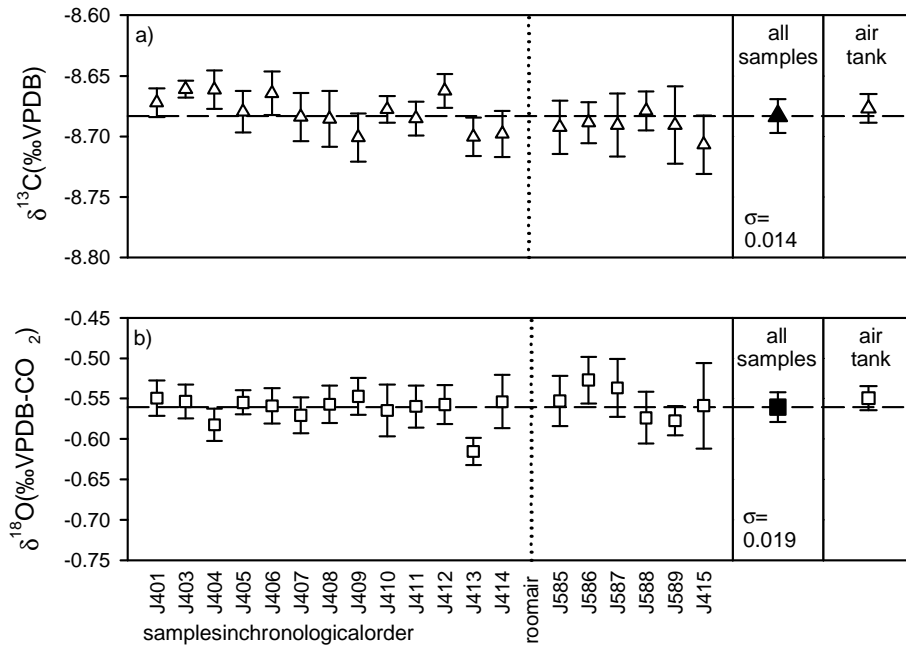 a)
δ13C(‰VPDB)
-8.60
-8.65
-8.70
-8.75
-8.80
all
samples
air
tank
σ=
0.014
b)
δ18O(‰VPDB-CO 2)
-0.45
-0.50
-0.55
-0.60
-0.65
-0.70
-0.75
all
samples
air
tank
σ=
0.019
J401
J403
J404
J405
J406
J407
J408
J409
J410
J411
J412
J413
J414
roomair
J585
J586
J587
J588
J589
J415
samplesinchronologicalorder